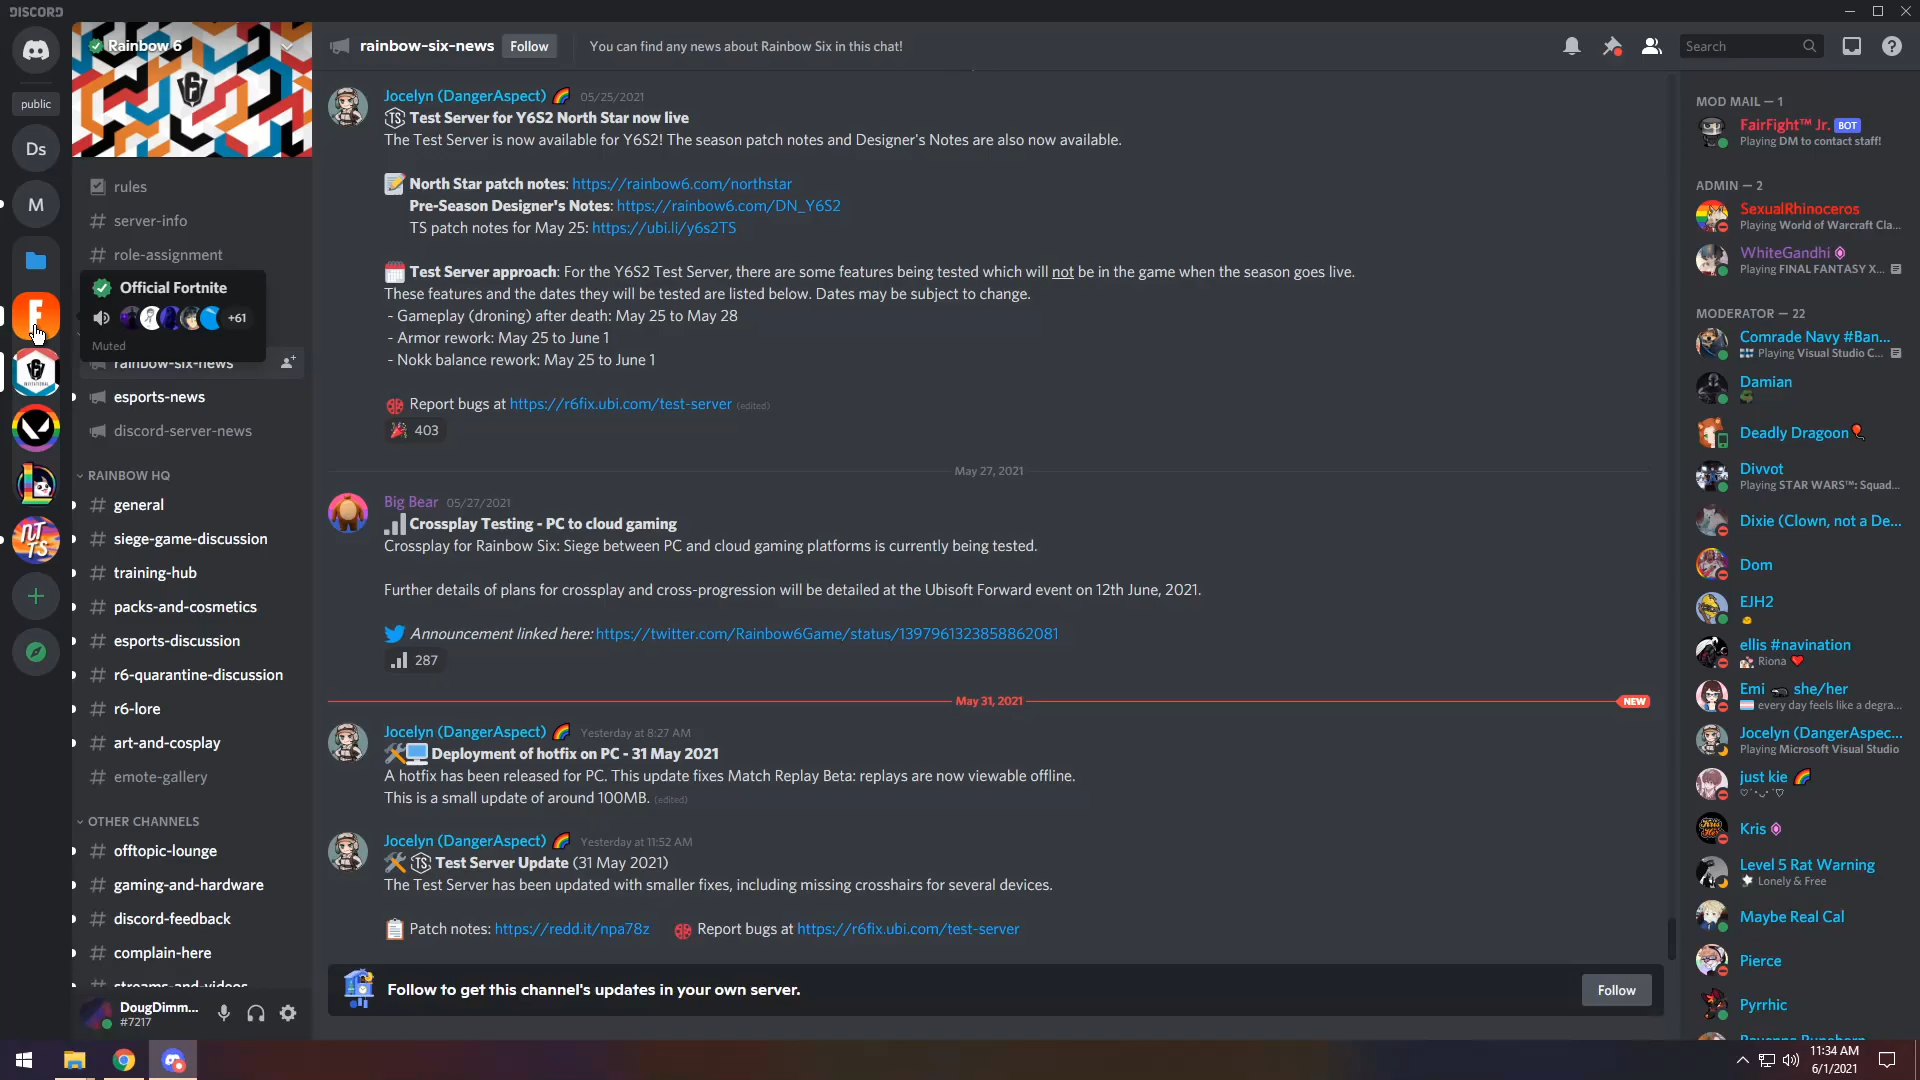 DISCORD
public
Ds
M
Rainbow 6
rules
server-info
role-assignment
Official Fortnite
+61
Muted
rainbow-six-news
esports-news
discord-server-news
RAINBOW HQ
general
siege-game-discussion
training-hub
packs-and-cosmetics
esports-discussion
r6-quarantine-discussion
r6-lore
art-and-cosplay
emote-gallery
OTHER CHANNELS
offtopic-lounge
gaming-and-hardware
discord-feedback
complain-here
streams-and-videos
DougDimm...
#7217
rainbow-six-news Follow You can find any news about Rainbow Six in this chat!
Search
Jocelyn (DangerAspect) 05/25/2021
Test Server for Y6S2 North Star now live
The Test Server is now available for Y6S2! The season patch notes and Designer's Notes are also now available.
North Star patch notes: https://rainbow6.com/northstar
Pre-Season Designer's Notes: https://rainbow6.com/DN_Y6S2
TS patch notes for May 25: https://ubi.li/y6s2TS
Test Server approach: For the Y6S2 Test Server, there are some features being tested which will not be in the game when the season goes live.
These features and the dates they will be tested are listed below. Dates may be subject to change.
- Gameplay (droning) after death: May 25 to May 28
- Armor rework: May 25 to June 1
- Nokk balance rework: May 25 to June 1
Report bugs at https://r6fix.ubi.com/test-server (edited)
403
May 27, 2021
Big Bear 05/27/2021
Crossplay Testing - PC to cloud gaming
Crossplay for Rainbow Six: Siege between PC and cloud gaming platforms is currently being tested.
Further details of plans for crossplay and cross-progression will be detailed at the Ubisoft Forward event on 12th June, 2021.
Announcement linked here: https://twitter.com/Rainbow6Game/status/1397961323858862081
287
May 31, 2021
NEW
Jocelyn (DangerAspect) Yesterday at 8:27 AM
Deployment of hotfix on PC - 31 May 2021
A hotfix has been released for PC. This update fixes Match Replay Beta: replays are now viewable offline.
This is a small update of around 100MB. (edited)
Jocelyn (DangerAspect) Yesterday at 11:52 AM
Test Server Update (31 May 2021)
The Test Server has been updated with smaller fixes, including missing crosshairs for several devices.
Patch notes: https://redd.it/npa78z Report bugs at https://r6fix.ubi.com/test-server
Follow to get this channel's updates in your own server.
Follow
MOD MAIL — 1
FairFight™ Jr. BOT
Playing DM to contact staff!
ADMIN — 2
SexualRhinoceros
Playing World of Warcraft Cla...
WhiteGandhi
Playing FINAL FANTASY X...
MODERATOR — 22
Comrade Navy #Ban...
Playing Visual Studio C...
Damian
Deadly Dragoon
Divvot
Playing STAR WARS™: Squad...
Dixie (Clown, not a De...
Dom
EJH2
ellis #navination
Riona
Emi she/her
every day feels like a degra...
Jocelyn (DangerAspec...
Playing Microsoft Visual Studio
just kie
Kris
Level 5 Rat Warning
Lonely & Free
Maybe Real Cal
Pierce
Pyrrhic
11:34 AM
6/1/2021